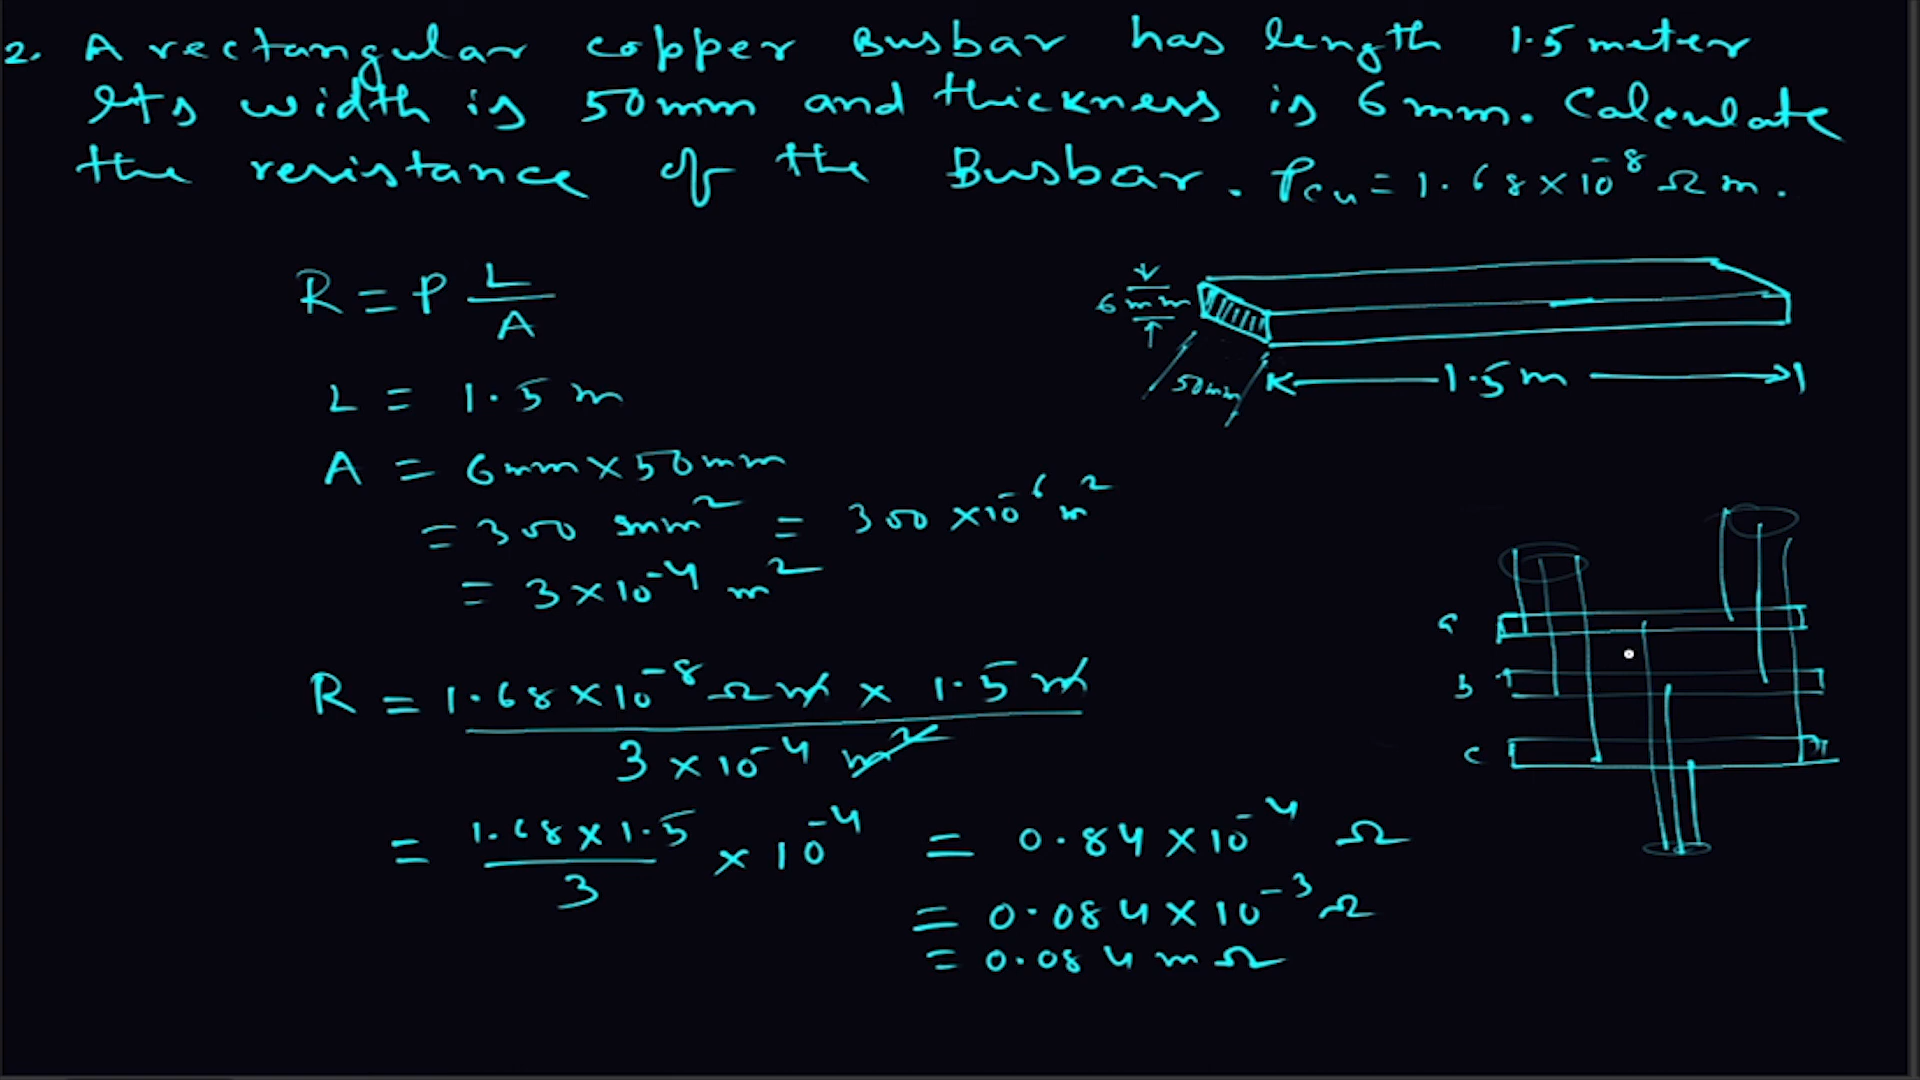 2. A rectangular copper Busbar has length 1.5 meter
Its width is 50mm and thickness is 6mm. Calculate
the resistance of the Busbar. ρcu = 1.68×10⁻⁸ Ωm.
R = ρ L/A
6mm
50mm
1.5m
L = 1.5 m
A = 6mm×50mm
= 300 mm² = 300×10⁻⁶ m²
= 3×10⁻⁴ m²
a
b
c
R = 1.68×10⁻⁸ Ωm × 1.5 m
3×10⁻⁴ m²
= 1.68×1.5/3 × 10⁻⁴ = 0.84×10⁻⁴ Ω
= 0.084×10⁻³ Ω
= 0.084 mΩ